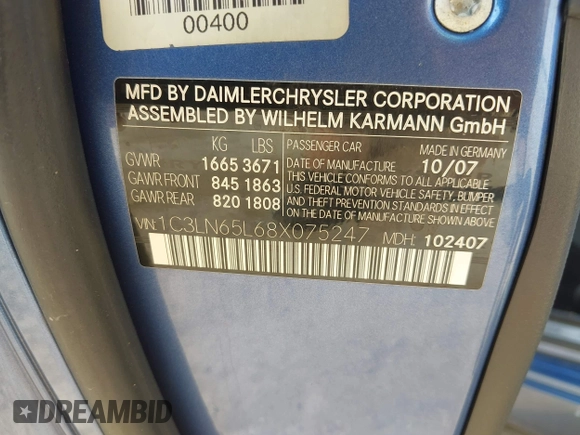 00400
MFD BY DAIMLERCHRYSLER CORPORATION
ASSEMBLED BY WILHELM KARMANN GmbH
KG LBS
GVWR 1665 3671
GAWR FRONT 845 1863
GAWR REAR 820 1808
PASSENGER CAR MADE IN GERMANY
DATE OF MANUFACTURE 10/07
THIS VEHICLE CONFORMS TO ALL APPLICABLE
U.S. FEDERAL MOTOR VEHICLE SAFETY, BUMPER
AND THEFT PREVENTION STANDARDS IN EFFECT
ON THE DATE OF MANUFACTURE SHOWN ABOVE.
VIN: 1C3LN65L68X075247 MDH: 102407
DREAMBID